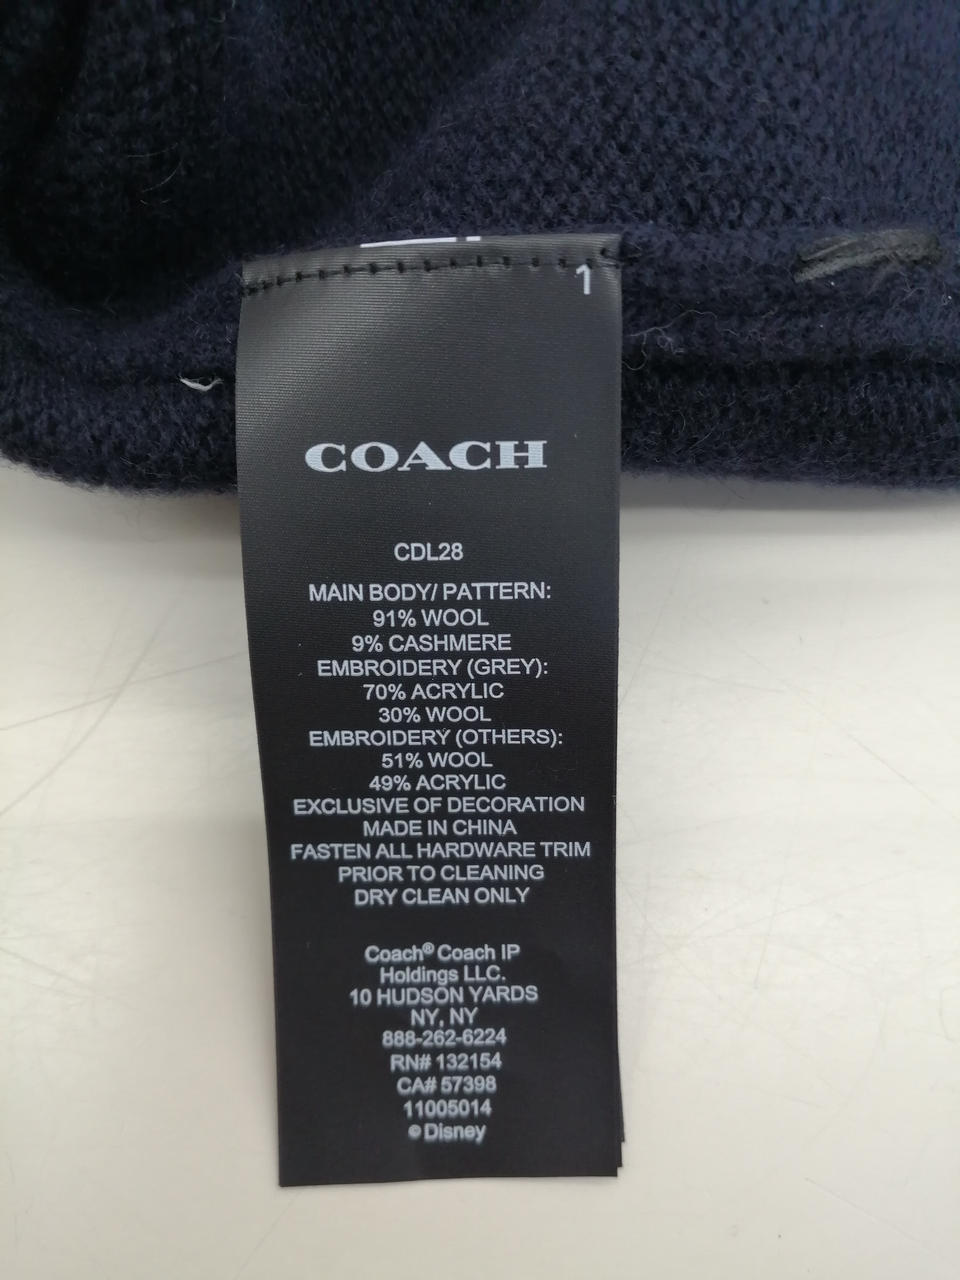 1
COACH
CDL28
MAIN BODY/ PATTERN:
91% WOOL
9% CASHMERE
EMBROIDERY (GREY):
70% ACRYLIC
30% WOOL
EMBROIDERY (OTHERS):
51% WOOL
49% ACRYLIC
EXCLUSIVE OF DECORATION
MADE IN CHINA
FASTEN ALL HARDWARE TRIM
PRIOR TO CLEANING
DRY CLEAN ONLY
Coach® Coach IP
Holdings LLC.
10 HUDSON YARDS
NY, NY
888-262-6224
RN# 132154
CA# 57398
11005014
©Disney